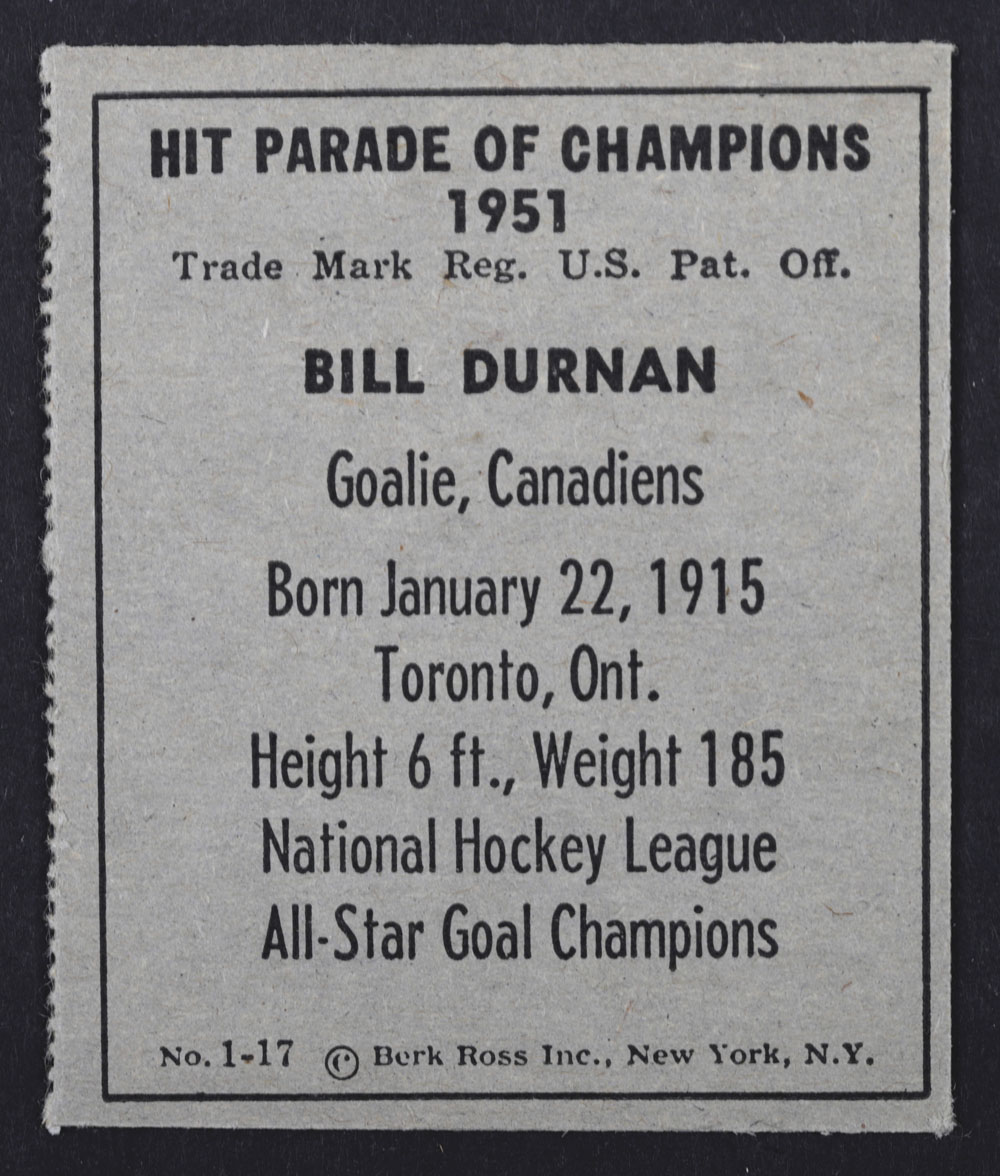 HIT PARADE OF CHAMPIONS
1951
Trade Mark Reg. U.S. Pat. Off.
BILL DURNAN
Goalie, Canadiens
Born January 22, 1915
Toronto, Ont.
Height 6 ft., Weight 185
National Hockey League
All-Star Goal Champions
No. 1-17 © Berk Ross Inc., New York, N.Y.